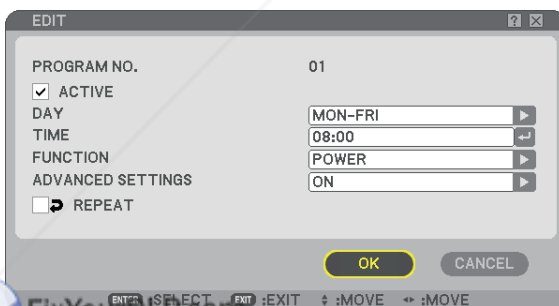 EDIT
PROGRAM NO. 01
ACTIVE
DAY MON-FRI
TIME 08:00
FUNCTION POWER
ADVANCED SETTINGS ON
REPEAT
OK CANCEL
ENTER :SELECT EXIT :EXIT :MOVE :MOVE